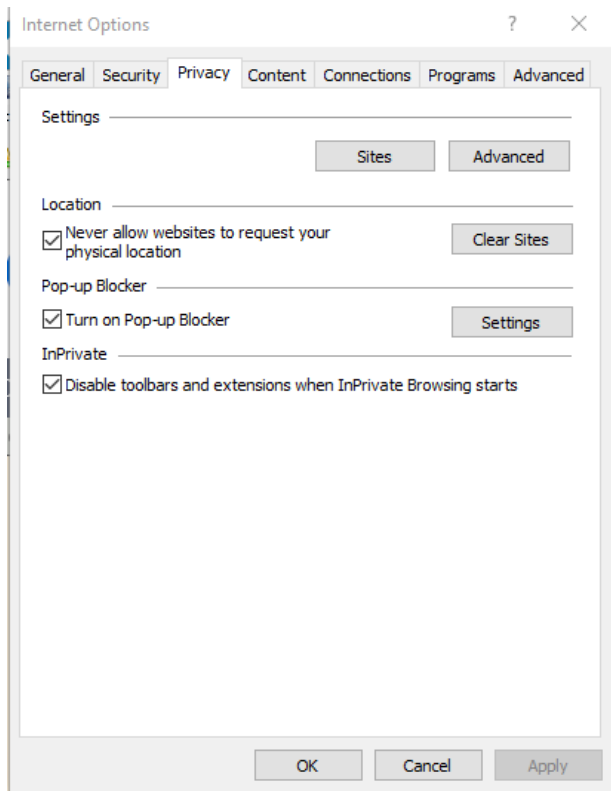 Internet Options ?
General Security Privacy Content Connections Programs Advanced
Settings
Sites Advanced
Location
Never allow websites to request your
physical location
Clear Sites
Pop-up Blocker
Turn on Pop-up Blocker Settings
InPrivate
Disable toolbars and extensions when InPrivate Browsing starts
OK Cancel Apply